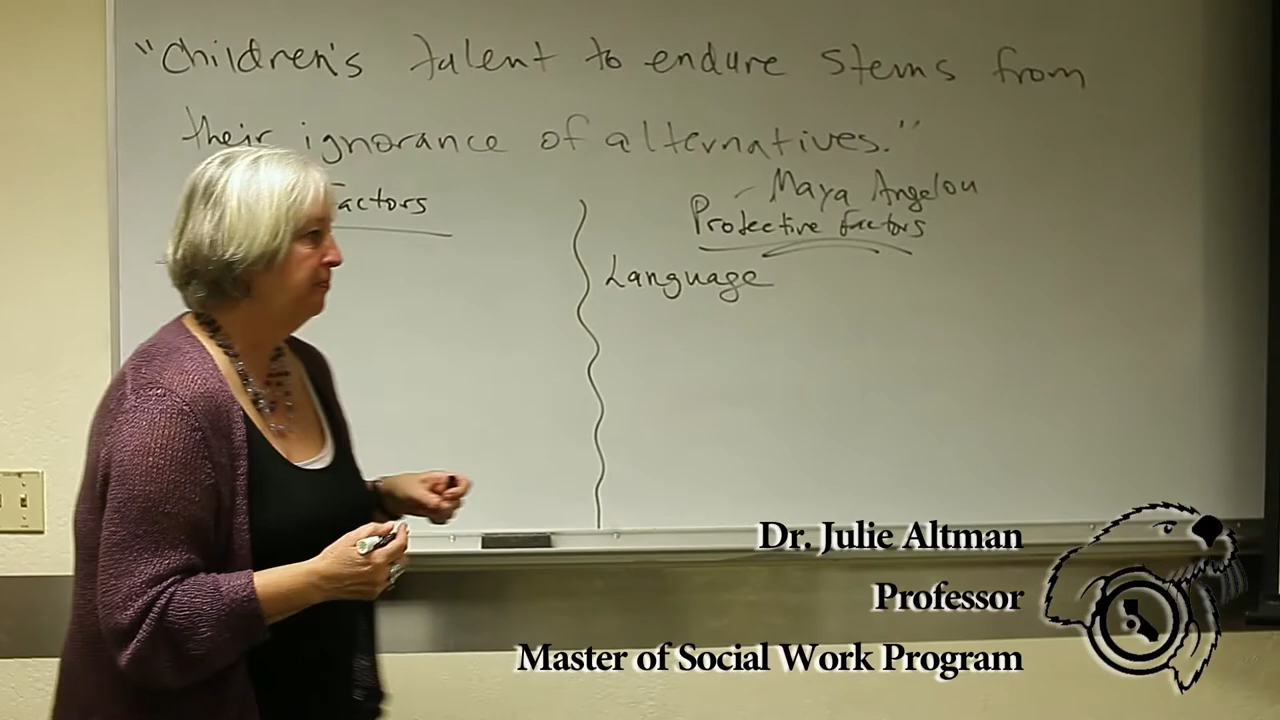 "Children's talent to endure stems from
their ignorance of alternatives."
- Maya Angelou
actors
Protective factors
Language
Dr. Julie Altman
Professor
Master of Social Work Program